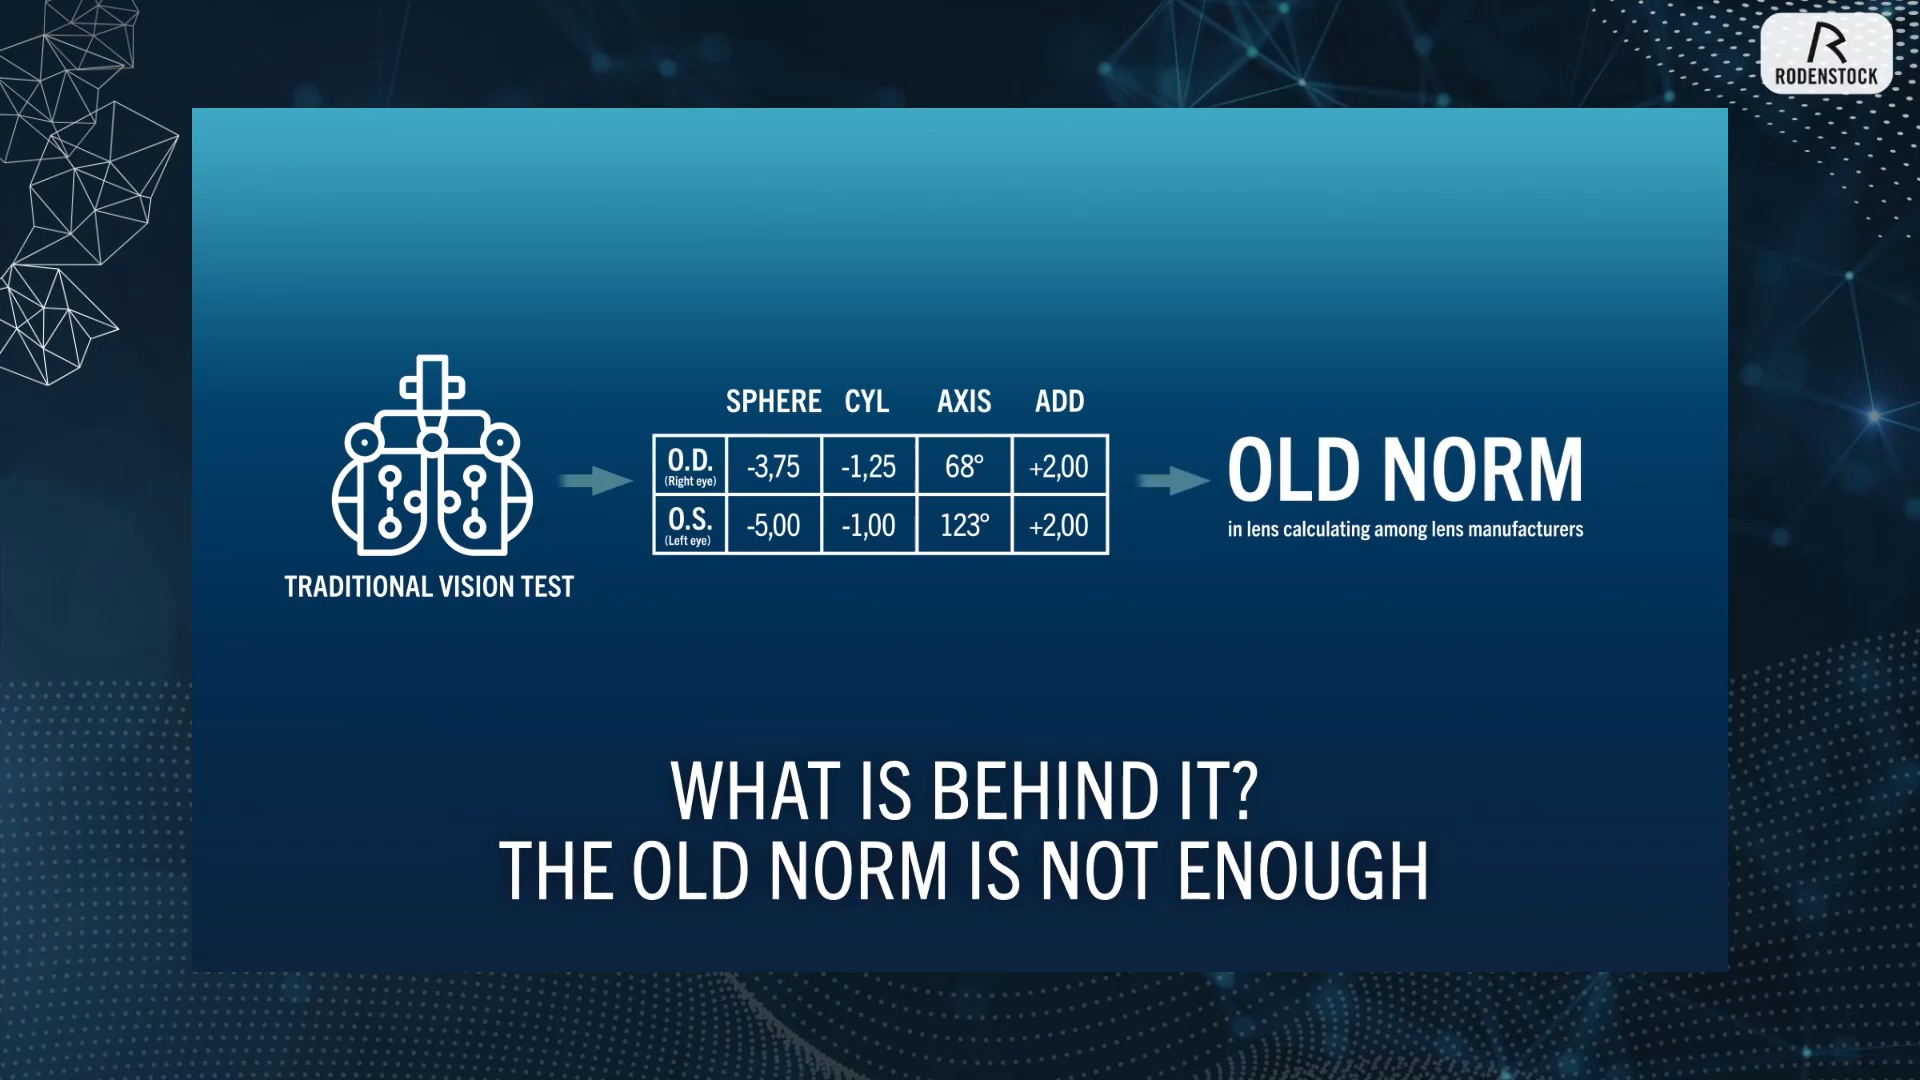 RODENSTOCK
SPHERE CYL AXIS ADD
O.D. -3,75 -1,25 68° +2,00
(Right eye)
O.S. -5,00 -1,00 123° +2,00
(Left eye)
TRADITIONAL VISION TEST
OLD NORM
in lens calculating among lens manufacturers
WHAT IS BEHIND IT?
THE OLD NORM IS NOT ENOUGH